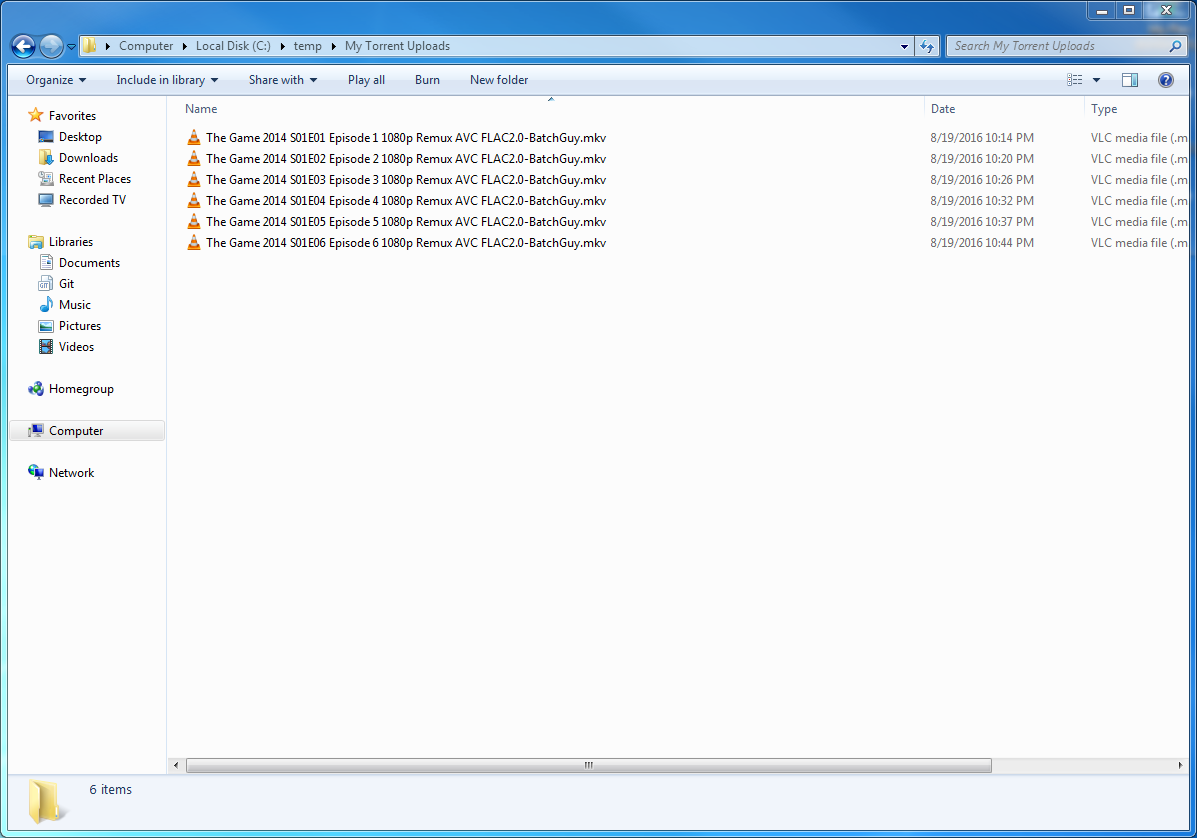 Computer Local Disk (C:) temp My Torrent Uploads Search My Torrent Uploads
Organize Include in library Share with Play all Burn New folder
Name Date Type
The Game 2014 S01E01 Episode 1 1080p Remux AVC FLAC2.0-BatchGuy.mkv 8/19/2016 10:14 PM VLC media file (.m
The Game 2014 S01E02 Episode 2 1080p Remux AVC FLAC2.0-BatchGuy.mkv 8/19/2016 10:20 PM VLC media file (.m
The Game 2014 S01E03 Episode 3 1080p Remux AVC FLAC2.0-BatchGuy.mkv 8/19/2016 10:26 PM VLC media file (.m
The Game 2014 S01E04 Episode 4 1080p Remux AVC FLAC2.0-BatchGuy.mkv 8/19/2016 10:32 PM VLC media file (.m
The Game 2014 S01E05 Episode 5 1080p Remux AVC FLAC2.0-BatchGuy.mkv 8/19/2016 10:37 PM VLC media file (.m
The Game 2014 S01E06 Episode 6 1080p Remux AVC FLAC2.0-BatchGuy.mkv 8/19/2016 10:44 PM VLC media file (.m
Favorites
Desktop
Downloads
Recent Places
Recorded TV
Libraries
Documents
Git
Music
Pictures
Videos
Homegroup
Computer
Network
6 items